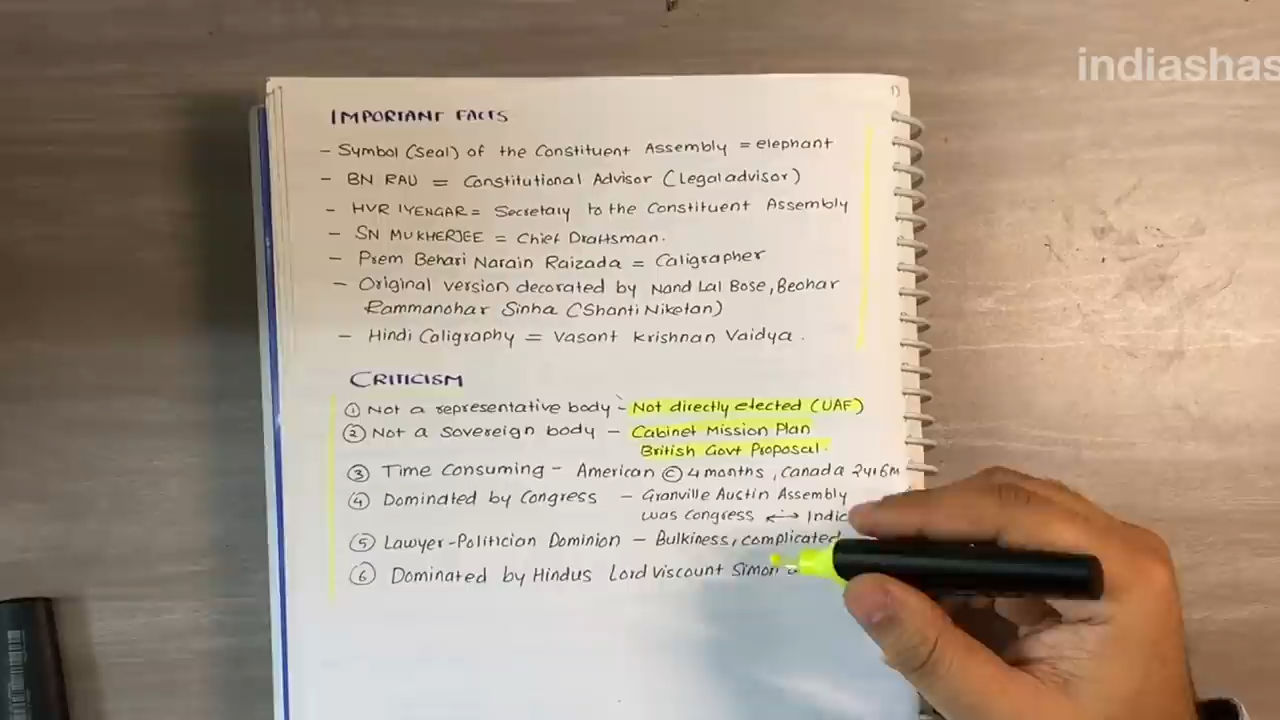 indiashas
IMPORTANT FACTS
- Symbol (Seal) of the Constituent Assembly = elephant
- BN RAU = Constitutional Advisor (Legal advisor)
- HVR IYENGAR = Secretary to the Constituent Assembly
- SN MUKHERJEE = Chief Draftsman.
- Prem Behari Narain Raizada = Caligrapher
- Original version decorated by Nand Lal Bose, Beohar
Rammanohar Sinha (Shanti Niketan)
- Hindi Caligraphy = Vasant Krishnan Vaidya.
CRITICISM
① Not a representative body - Not directly elected (UAF)
② Not a Sovereign body - Cabinet Mission Plan
British Govt Proposal.
③ Time Consuming - American © 4 months, Canada 2yr6m
④ Dominated by Congress - Granville Austin Assembly
was Congress ↔ Indic
⑤ Lawyer-Politician Dominion - Bulkiness, complicated
⑥ Dominated by Hindus Lord Viscount Simon